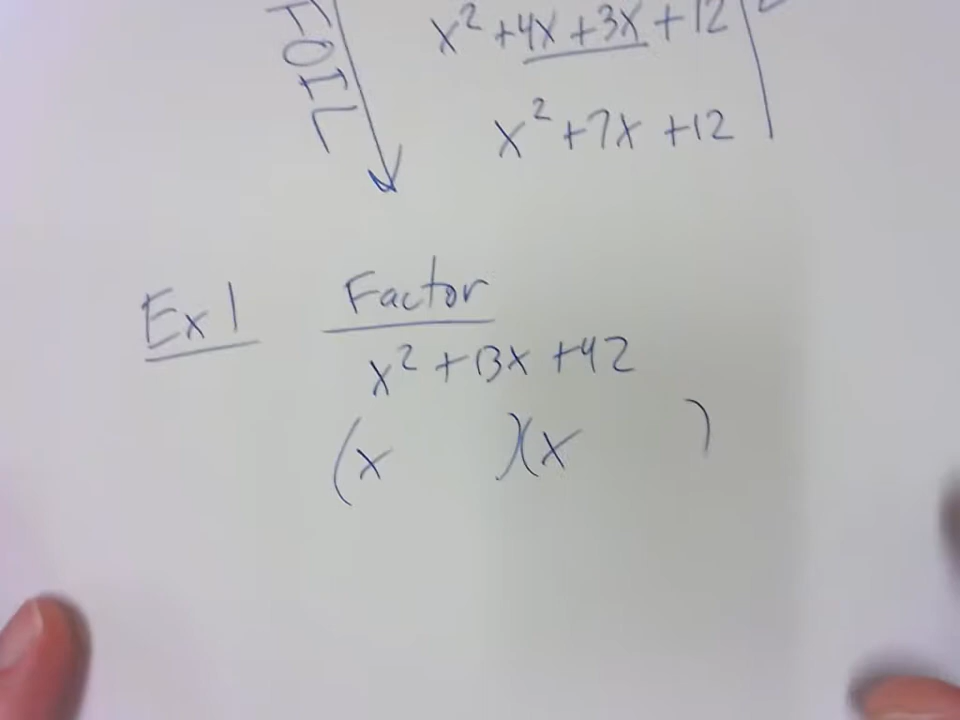 FOIL
x² + 4x + 3x + 12
x² + 7x + 12
Ex 1 Factor
x² + 13x + 42
(x )(x )